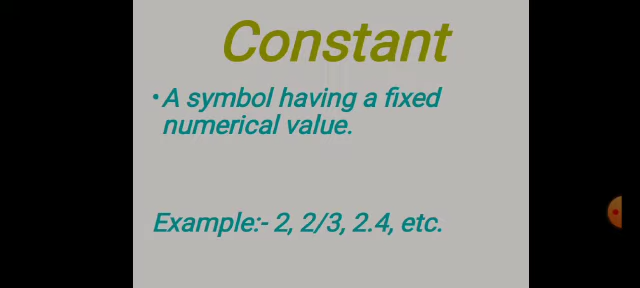 Constant
• A symbol having a fixed
numerical value.
Example:- 2, 2/3, 2.4, etc.